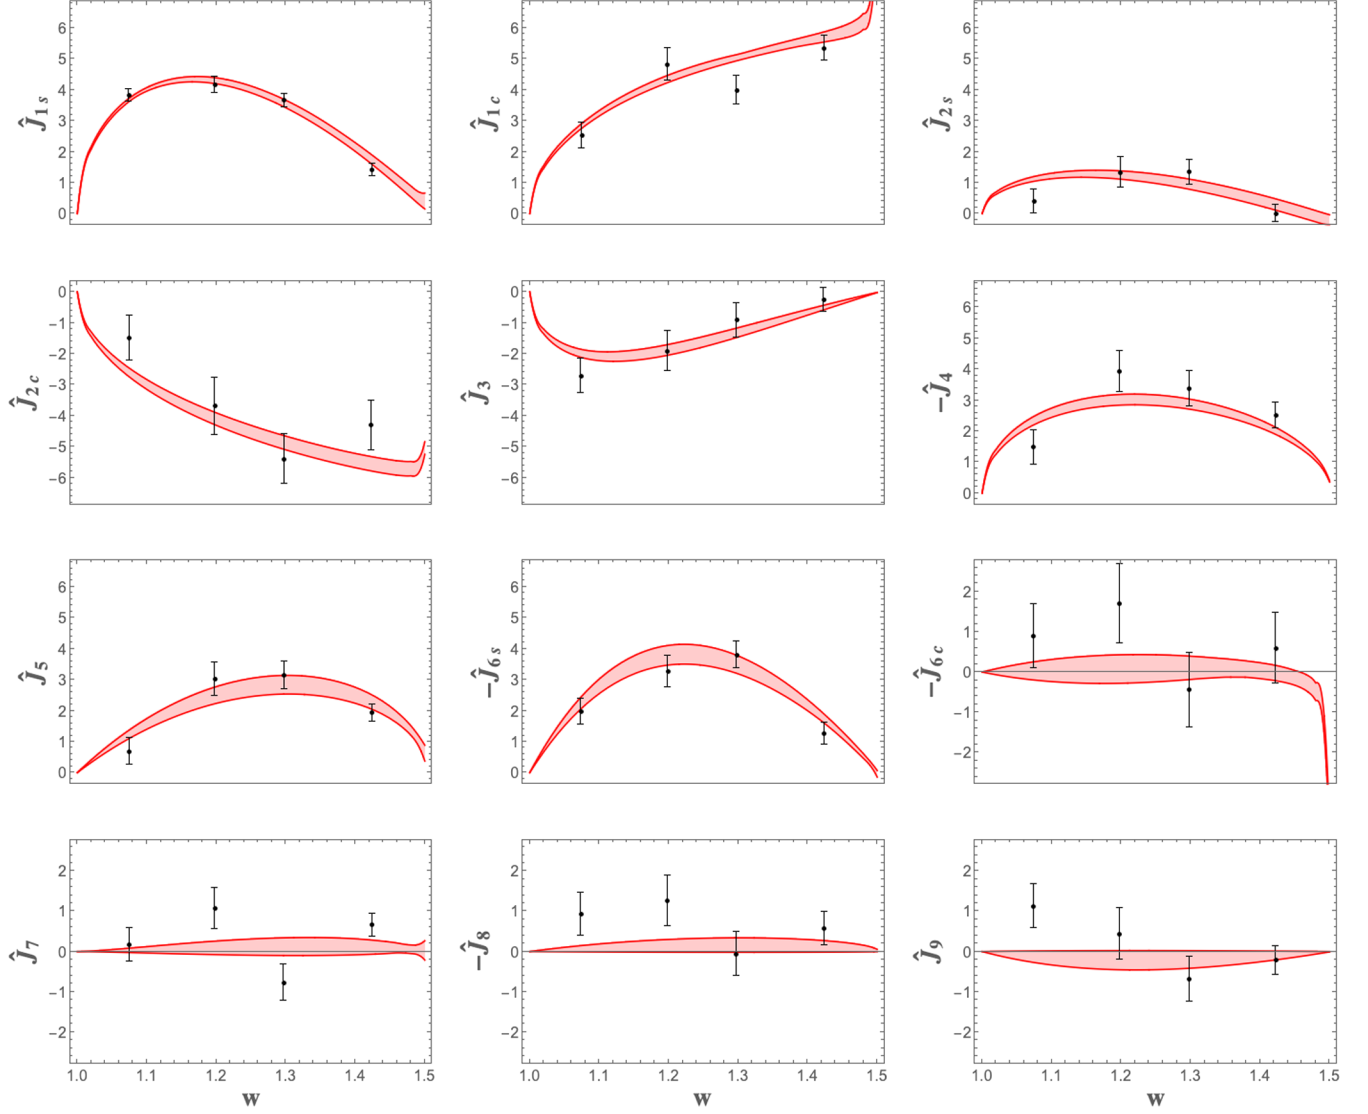 6 5 4 3 2 1 0 Ĵ1s
6 5 4 3 2 1 0 Ĵ1c
6 5 4 3 2 1 0 Ĵ2s
0 −1 −2 −3 −4 −5 −6 Ĵ2c
0 −1 −2 −3 −4 −5 −6 Ĵ3
6 5 4 3 2 1 0 −Ĵ4
6 5 4 3 2 1 0 Ĵ5
6 5 4 3 2 1 0 −Ĵ6s
2 1 0 −1 −2 −Ĵ6c
2 1 0 −1 −2 Ĵ7
2 1 0 −1 −2 −Ĵ8
2 1 0 −1 −2 Ĵ9
1.0 1.1 1.2 1.3 1.4 1.5
1.0 1.1 1.2 1.3 1.4 1.5
1.0 1.1 1.2 1.3 1.4 1.5
w w w